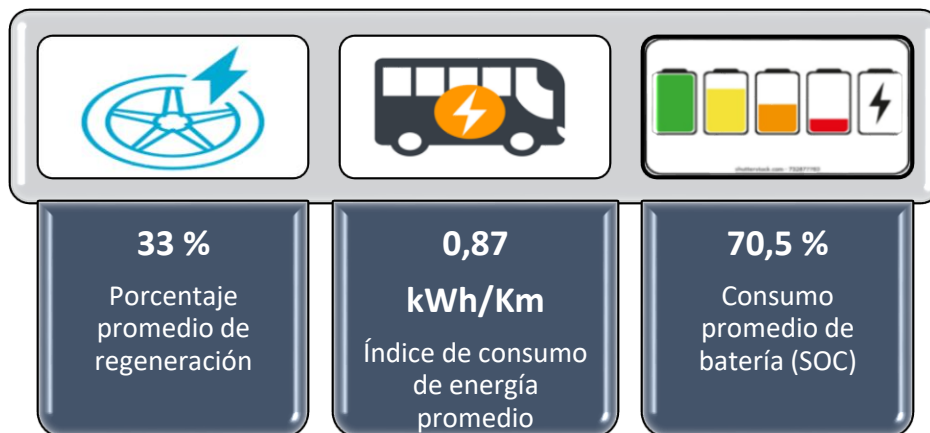 33 %
Porcentaje
promedio de
regeneración
0,87
kWh/Km
Índice de consumo
de energía
promedio
70,5 %
Consumo
promedio de
batería (SOC)